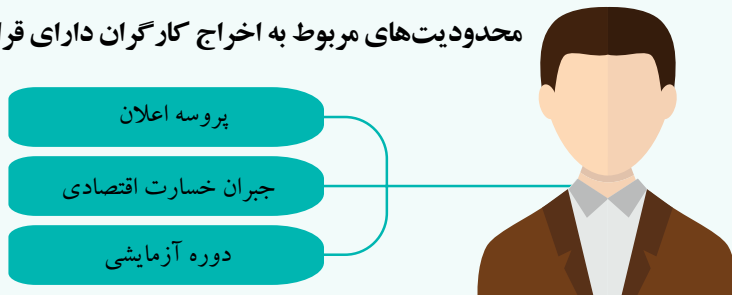 محدودیت‌های مربوط به اخراج کارگران دارای
پروسه اعلان
جبران خسارت اقتصادی
دوره آزمایشی